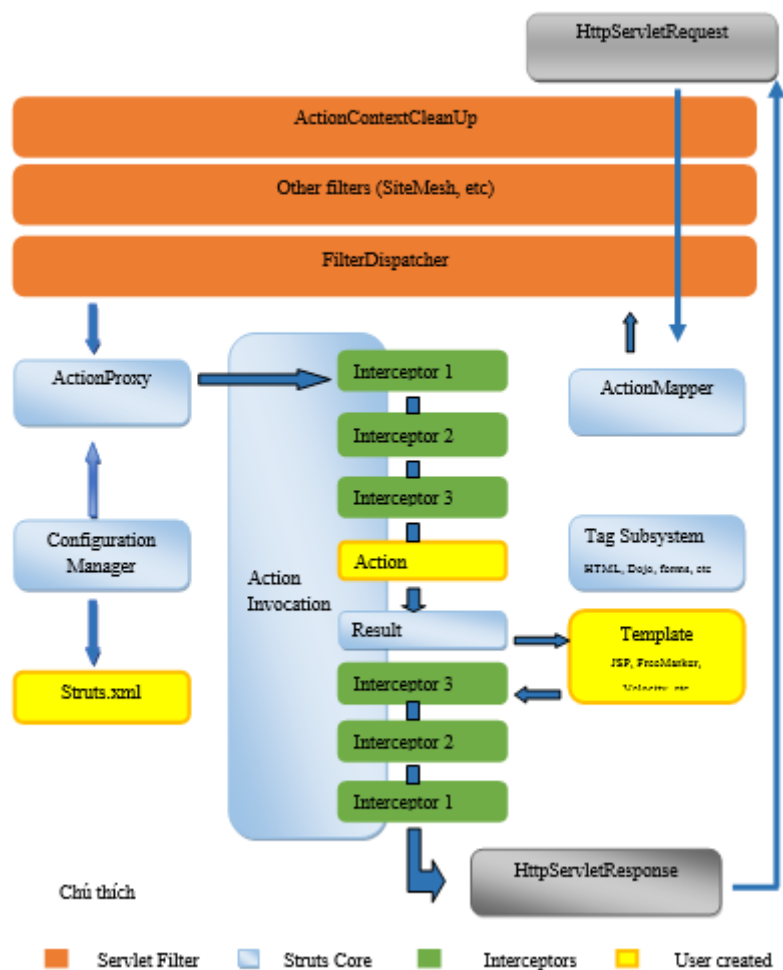 HttpServletRequest
ActionContextCleanUp
Other filters (SiteMesh, etc)
FilterDispatcher
ActionProxy
Interceptor 1
ActionMapper
Interceptor 2
Interceptor 3
Configuration
Manager
Tag Subsystem
HTML, Dojo, forms, etc
Action
Action
Invocation
Result
Template
JSP, FreeMarker,
Velocity, etc
Struts.xml
Interceptor 3
Interceptor 2
Interceptor 1
HttpServletResponse
Chú thích
Servlet Filter
Struts Core
Interceptors
User created